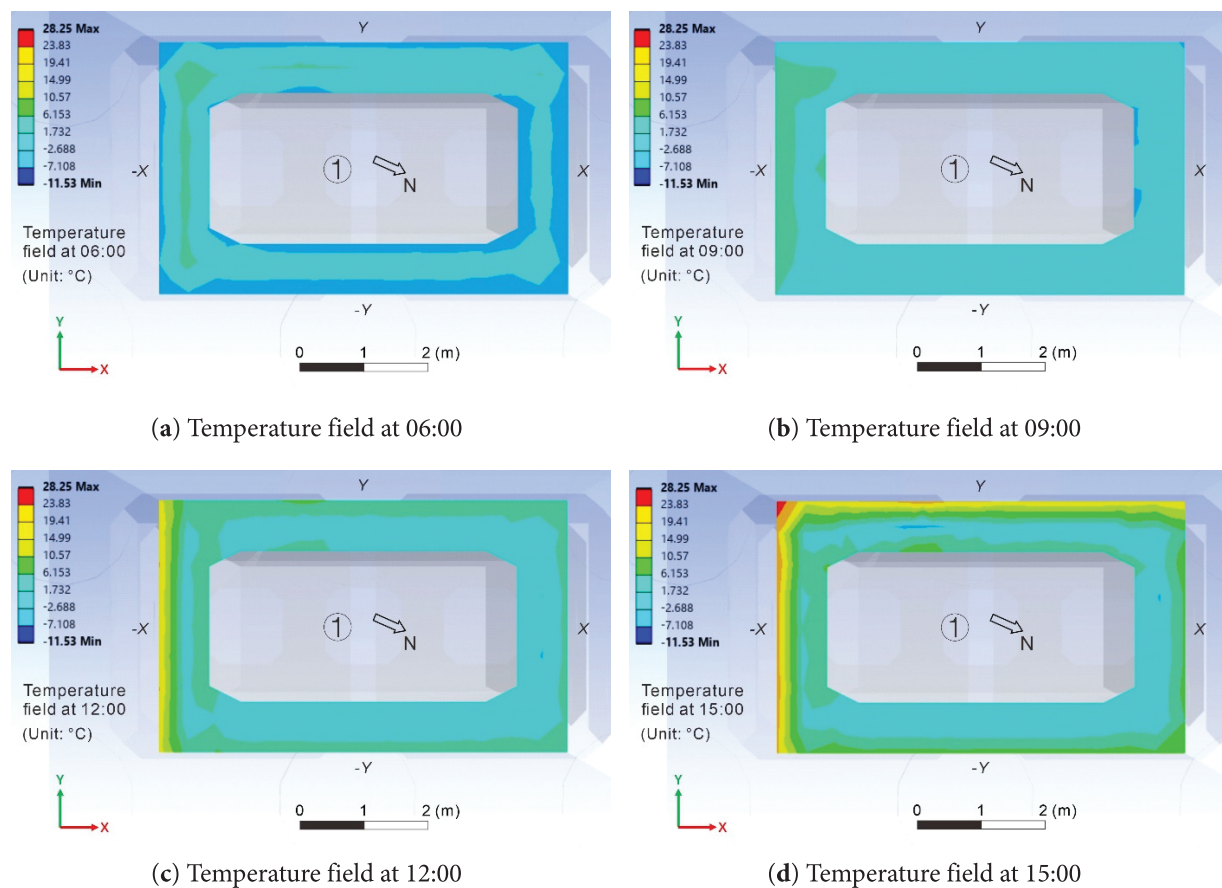 Y
28.25 Max
23.83
19.41
14.99
10.57
6.153
1.732
-2.688
-7.108
-11.53 Min
-X
①
N
X
Temperature
field at 06:00
(Unit: °C)
-Y
Y
X
0 1 2 (m)
(a) Temperature field at 06:00
Y
28.25 Max
23.83
19.41
14.99
10.57
6.153
1.732
-2.688
-7.108
-11.53 Min
-X
①
N
X
Temperature
field at 09:00
(Unit: °C)
-Y
Y
X
0 1 2 (m)
(b) Temperature field at 09:00
Y
28.25 Max
23.83
19.41
14.99
10.57
6.153
1.732
-2.688
-7.108
-11.53 Min
-X
①
N
X
Temperature
field at 12:00
(Unit: °C)
-Y
Y
X
0 1 2 (m)
(c) Temperature field at 12:00
Y
28.25 Max
23.83
19.41
14.99
10.57
6.153
1.732
-2.688
-7.108
-11.53 Min
-X
①
N
X
Temperature
field at 15:00
(Unit: °C)
-Y
Y
X
0 1 2 (m)
(d) Temperature field at 15:00